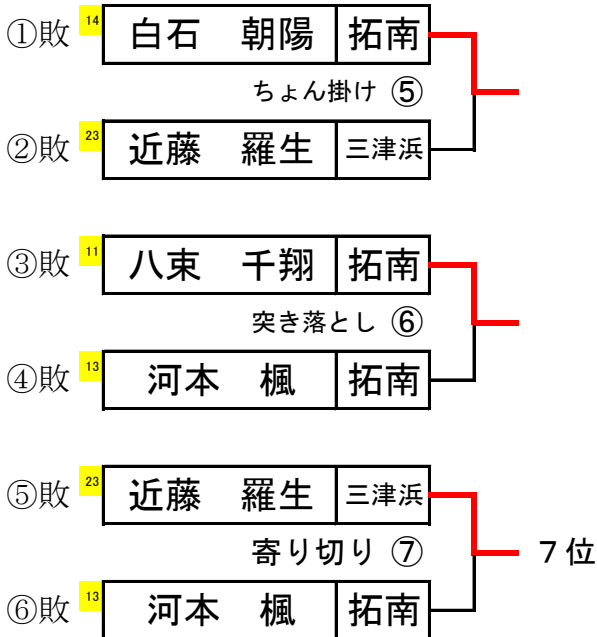 ①敗 14 白石 朝陽 拓南
ちょん掛け ⑤
②敗 23 近藤 羅生 三津浜
③敗 11 八束 千翔 拓南
突き落とし ⑥
④敗 13 河本 楓 拓南
⑤敗 23 近藤 羅生 三津浜
寄り切り ⑦ 7位
⑥敗 13 河本 楓 拓南